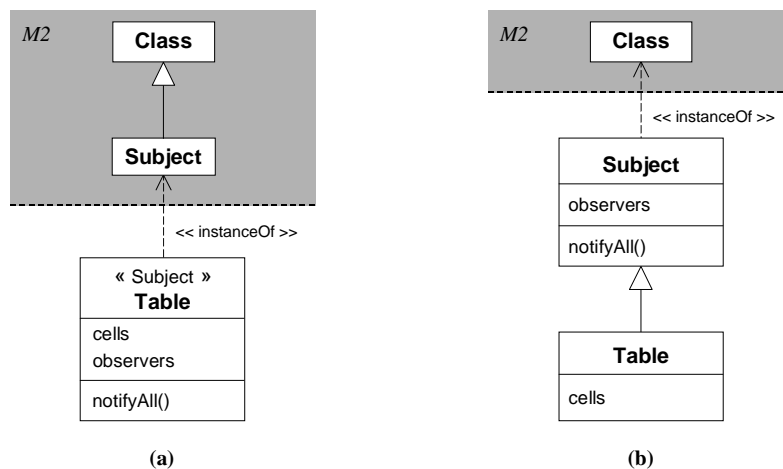 M2
Class
Subject
<< instanceOf >>
« Subject »
Table
cells
observers
notifyAll()
(a)
M2
Class
<< instanceOf >>
Subject
observers
notifyAll()
Table
cells
(b)